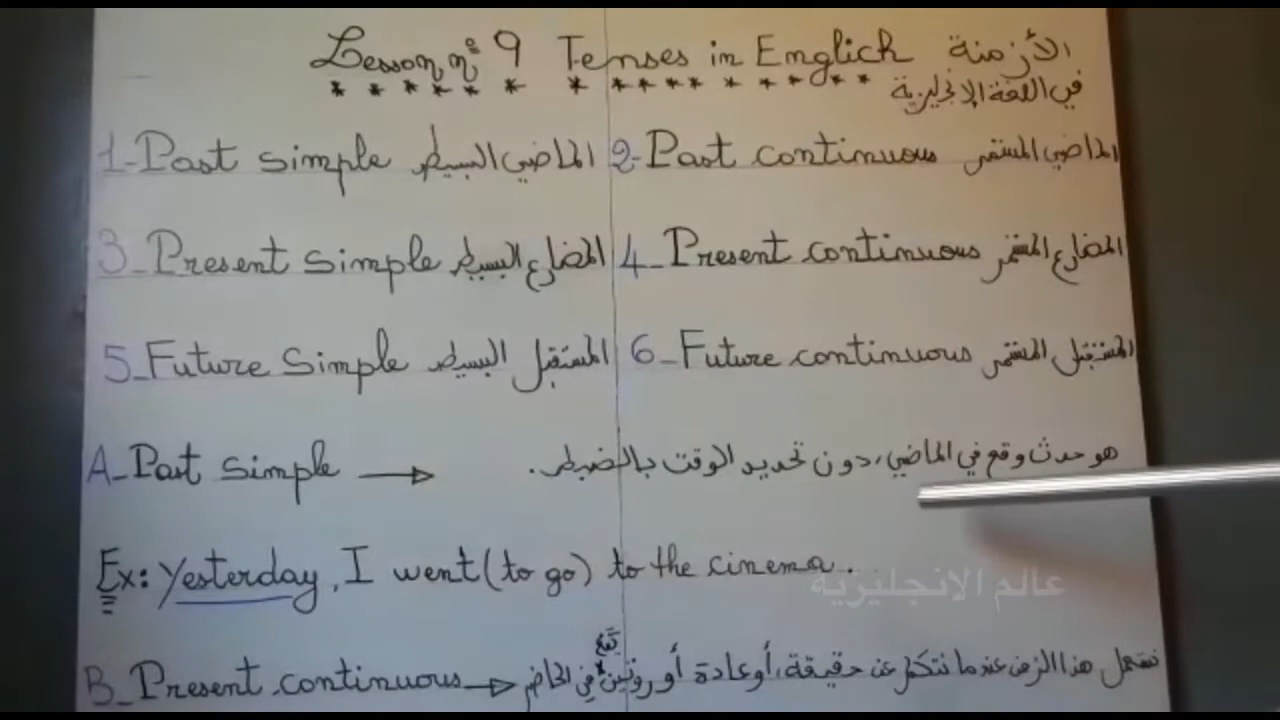 Lesson n° 9 Tenses in Englich الأزمنة
في اللغة الإنجليزية
1-Past simple الماضي البسيط 2-Past continuous الماضي المستمر
3-Present simple المضارع البسيط 4-Present continuous المضارع المستمر
5-Future Simple المستقبل البسيط 6-Future continuous المستقبل المستمر
A-Past simple → هو حدث وقع في الماضي، دون تحديد الوقت بالضبط.
Ex: Yesterday, I went (to go) to the cinema.
عالم الانجليزية
يقع
B-Present continuous → نستعمل هذا الزمن عندما نتكلم عن حقيقة، أو عادة أو روتين في الحاضر